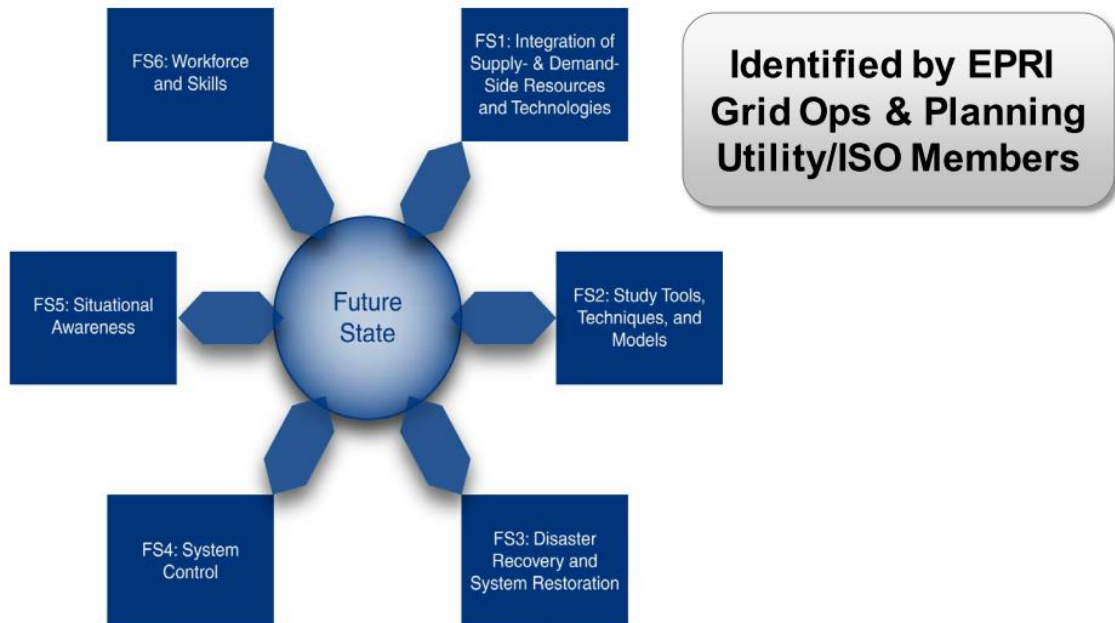 FS6: Workforce
and Skills
FS1: Integration of
Supply- & Demand-
Side Resources
and Technologies
Identified by EPRI
Grid Ops & Planning
Utility/ISO Members
FS5: Situational
Awareness
Future
State
FS2: Study Tools,
Techniques, and
Models
FS4: System
Control
FS3: Disaster
Recovery and
System Restoration